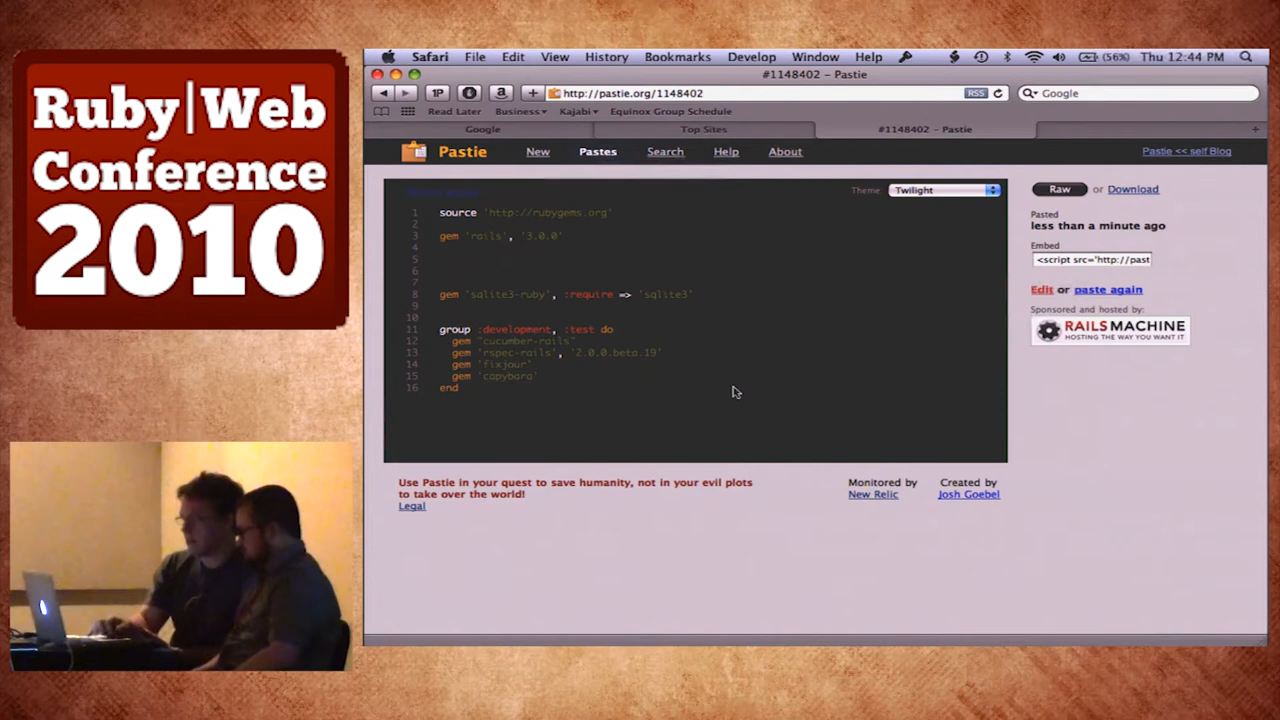 Ruby|Web
Conference
2010
Safari File Edit View History Bookmarks Develop Window Help (56%) Thu 12:44 PM
#1148402 – Pastie
1P a + http://pastie.org/1148402 RSS Google
Read Later Business Kajabi Equinox Group Schedule
Google Top Sites #1148402 – Pastie +
Pastie New Pastes Search Help About Pastie << self Blog
Theme Twilight
Raw or Download
1 source 'http://rubygems.org'
2
3 gem 'rails', '3.0.0'
4
5
6
7
8 gem 'sqlite3-ruby', :require => 'sqlite3'
9
10
11 group :development, :test do
12 gem "cucumber-rails"
13 gem 'rspec-rails', '2.0.0.beta.19'
14 gem 'fixjour'
15 gem 'capybara'
16 end
Pasted
less than a minute ago
Embed
<script src='http://past
Edit or paste again
Sponsored and hosted by:
RAILSMACHINE
HOSTING THE WAY YOU WANT IT
Use Pastie in your quest to save humanity, not in your evil plots
to take over the world!
Legal
Monitored by
New Relic
Created by
Josh Goebel